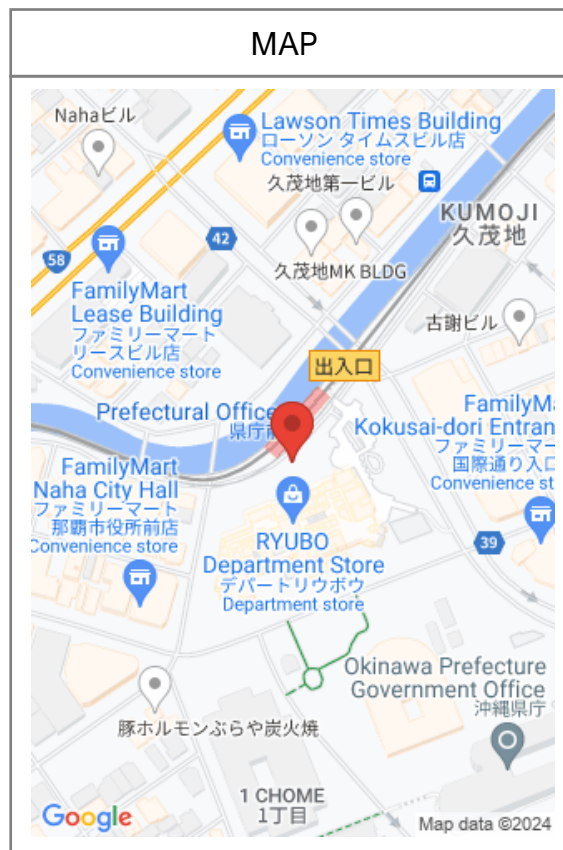 MAP
Nahaビル
Lawson Times Building
ローソン タイムスビル店
Convenience store
久茂地第一ビル
KUMOJI
久茂地
42
58
久茂地MK BLDG
FamilyMart
Lease Building
ファミリーマート
リースビル店
Convenience store
古謝ビル
出入口
Prefectural Office
県庁前
FamilyMa
Kokusai-dori Entran
ファミリーマー
国際通り入口
Convenience st
FamilyMart
Naha City Hall
ファミリーマート
那覇市役所前店
Convenience store
RYUBO
Department Store
デパートリウボウ
Department store
39
Okinawa Prefecture
Government Office
沖縄県庁
豚ホルモンぶらや炭火焼
1 CHOME
1丁目
Google
Map data ©2024